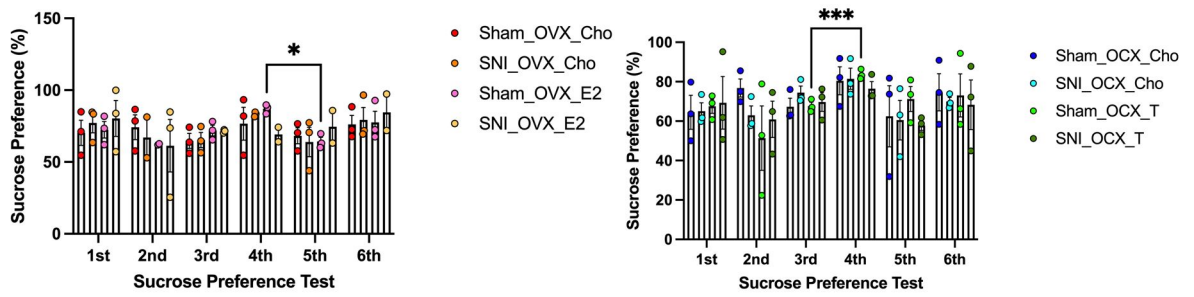 Sucrose Preference (%)
150
100
50
0
*
1st 2nd 3rd 4th 5th 6th
Sucrose Preference Test
Sham_OVX_Cho
SNI_OVX_Cho
Sham_OVX_E2
SNI_OVX_E2
Sucrose Preference (%)
100
80
60
40
20
0
***
1st 2nd 3rd 4th 5th 6th
Sucrose Preference Test
Sham_OCX_Cho
SNI_OCX_Cho
Sham_OCX_T
SNI_OCX_T